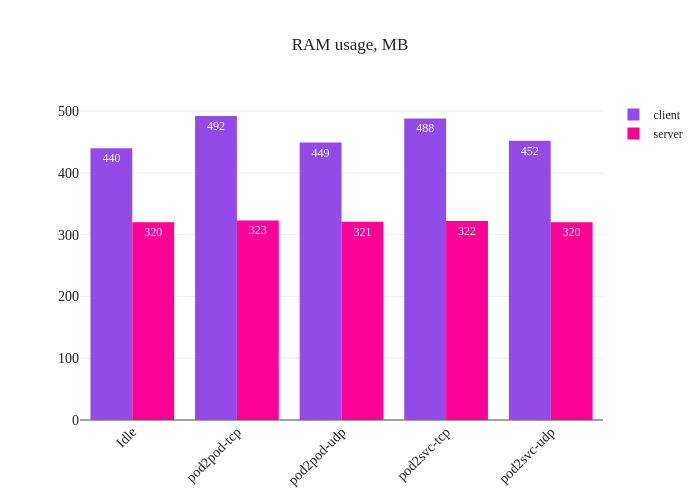 RAM usage, MB
client
server
500
400
300
200
100
0
440
320
492
323
449
321
488
322
452
320
Idle
pod2pod-tcp
pod2pod-udp
pod2svc-tcp
pod2svc-udp